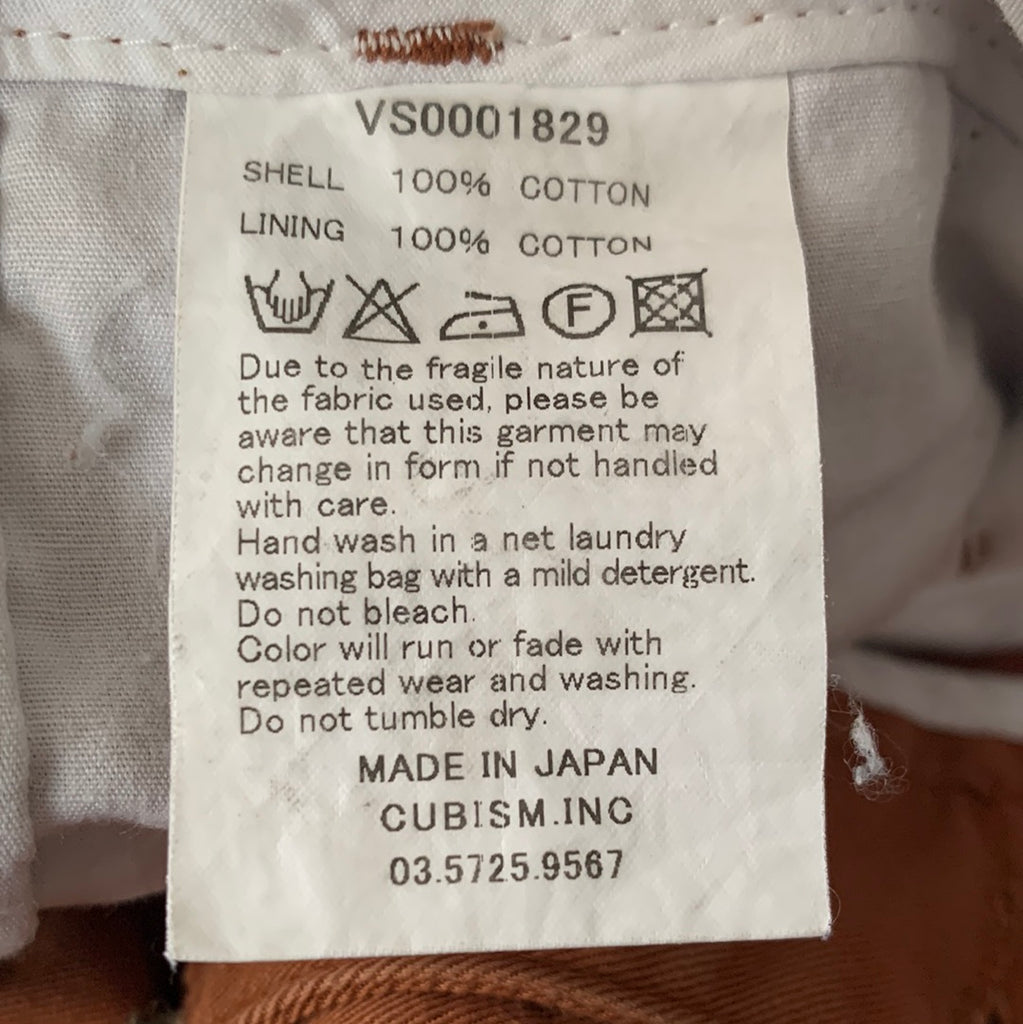 VS0001829
SHELL 100% COTTON
LINING 100% COTTON
F
Due to the fragile nature of
the fabric used, please be
aware that this garment may
change in form if not handled
with care.
Hand wash in a net laundry
washing bag with a mild detergent.
Do not bleach.
Color will run or fade with
repeated wear and washing.
Do not tumble dry.
MADE IN JAPAN
CUBISM.INC
03.5725.9567